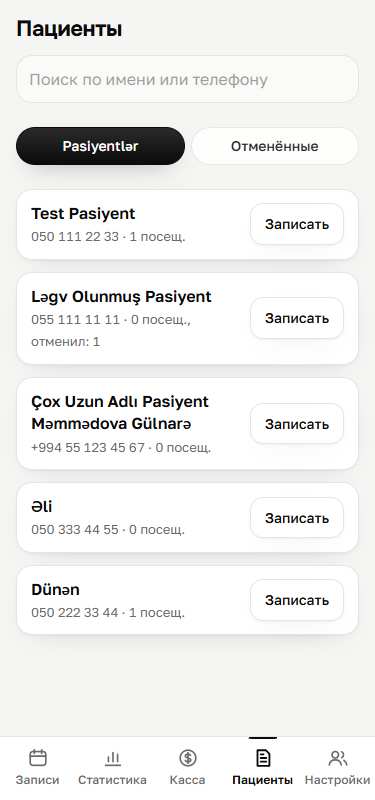 Пациенты
Поиск по имени или телефону
Pasiyentlər
Отменённые
Test Pasiyent
050 111 22 33 · 1 посещ.
Записать
Ləgv Olunmuş Pasiyent
055 111 11 11 · 0 посещ.,
отменил: 1
Записать
Çox Uzun Adlı Pasiyent
Məmmədova Gülnarə
+994 55 123 45 67 · 0 посещ.
Записать
Əli
050 333 44 55 · 0 посещ.
Записать
Dünən
050 222 33 44 · 1 посещ.
Записать
Записи
Статистика
Касса
Пациенты
Настройки